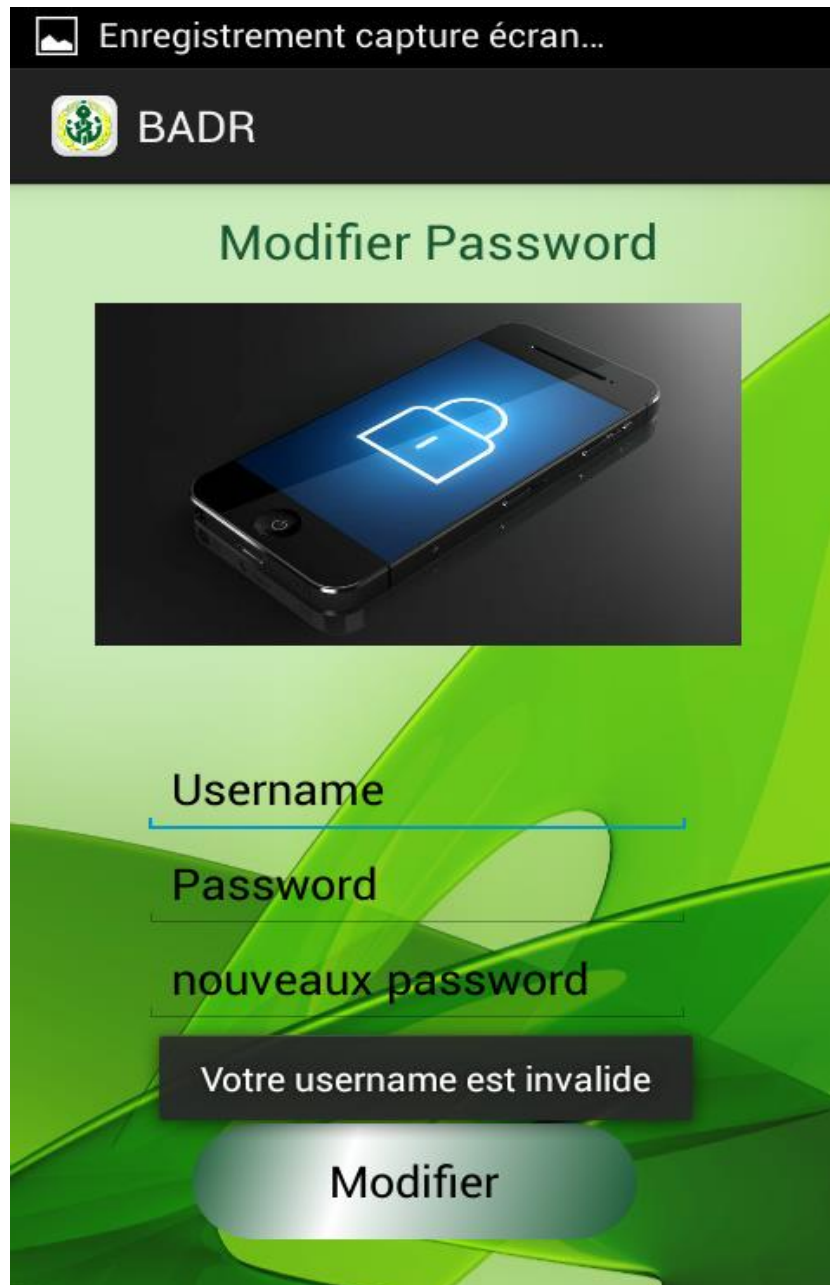 Enregistrement capture écran...
BADR
Modifier Password
Username
Password
nouveaux password
Votre username est invalide
Modifier